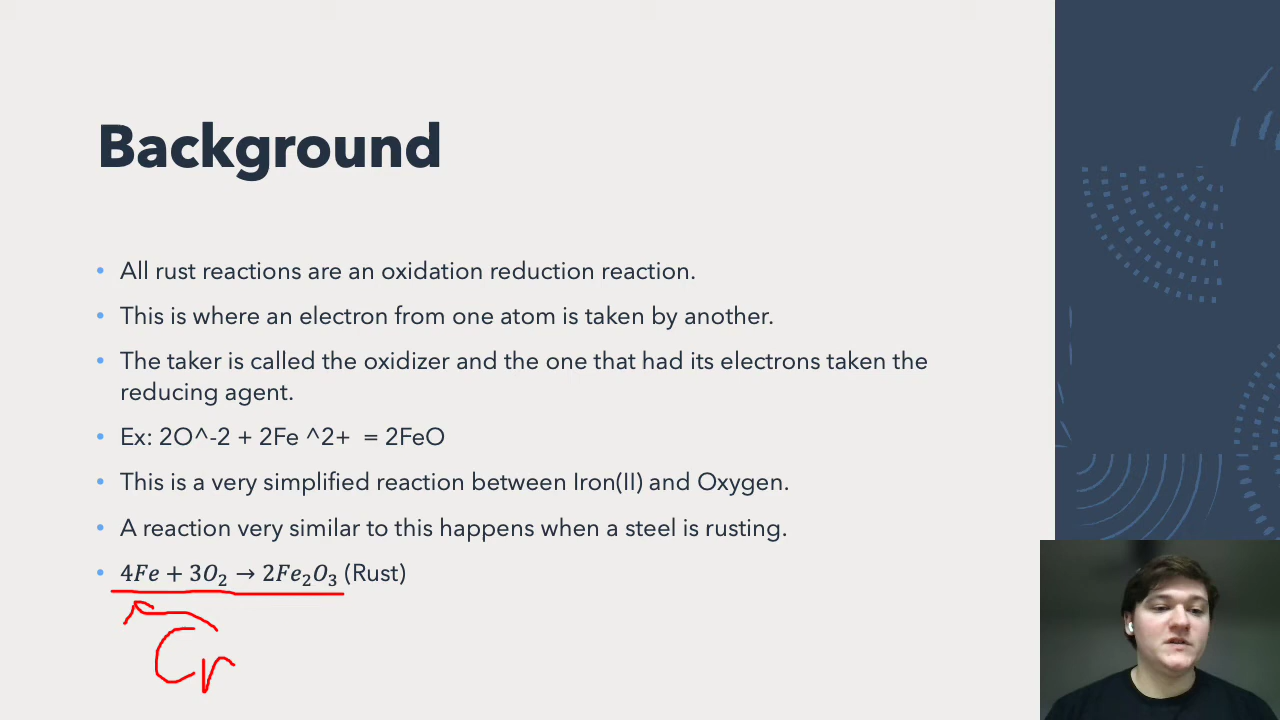 Background
• All rust reactions are an oxidation reduction reaction.
• This is where an electron from one atom is taken by another.
• The taker is called the oxidizer and the one that had its electrons taken the
reducing agent.
• Ex: 2O^-2 + 2Fe ^2+ = 2FeO
• This is a very simplified reaction between Iron(II) and Oxygen.
• A reaction very similar to this happens when a steel is rusting.
• 4Fe + 3O₂ → 2Fe₂O₃ (Rust)
Cr